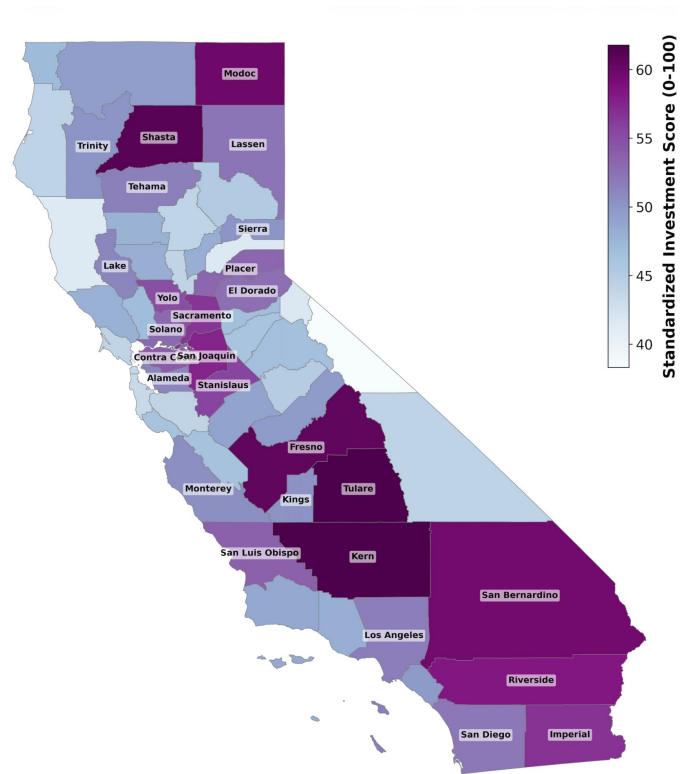 Modoc
Shasta
Trinity
Lassen
Tehama
Sierra
Lake
Placer
El Dorado
Yolo
Sacramento
Solano
Contra C
San Joaquin
Alameda
Stanislaus
Fresno
Monterey
Kings
Tulare
San Luis Obispo
Kern
San Bernardino
Los Angeles
Riverside
San Diego
Imperial
60
55
50
45
40
Standardized Investment Score (0-100)